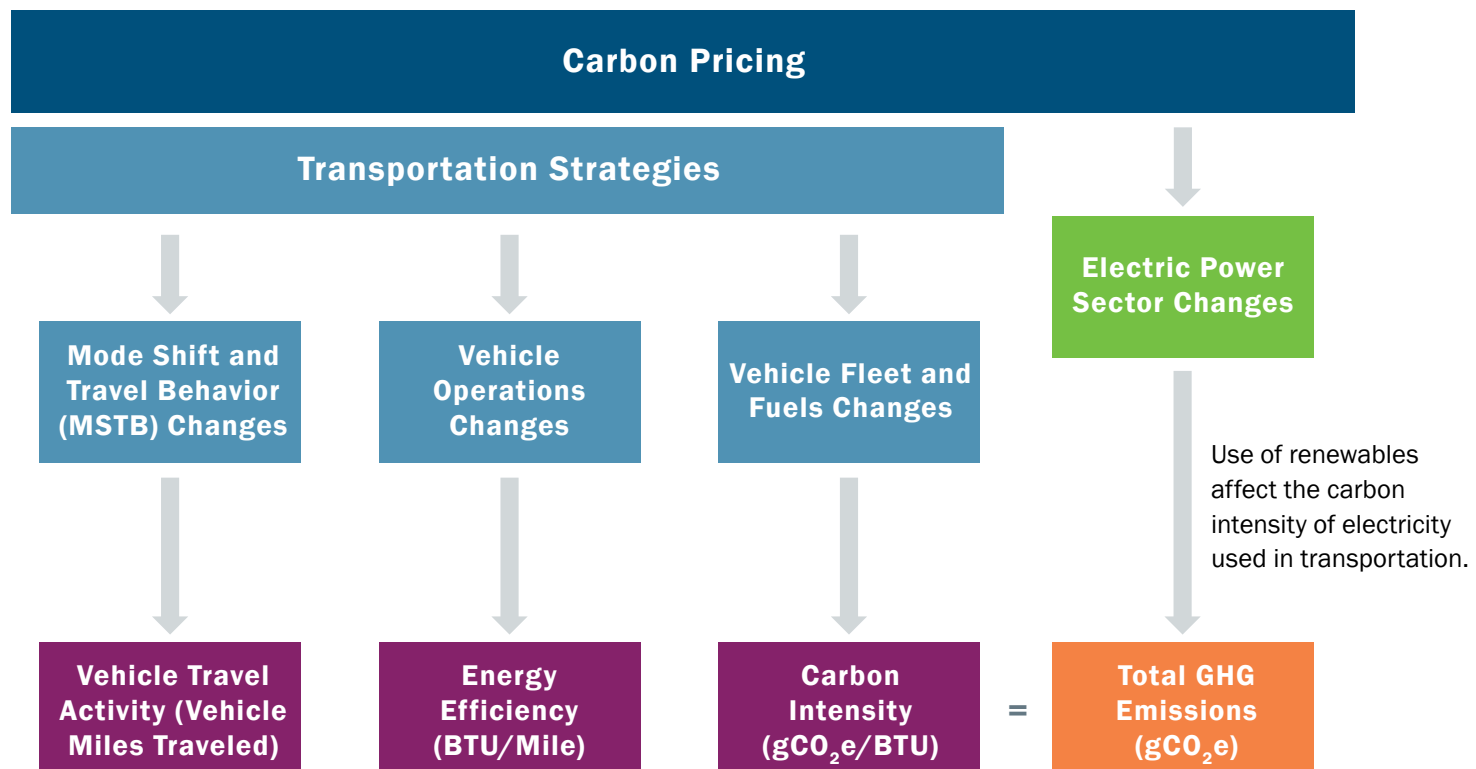 Carbon Pricing
Transportation Strategies
Electric Power
Sector Changes
Mode Shift and
Travel Behavior
(MSTB) Changes
Vehicle
Operations
Changes
Vehicle Fleet and
Fuels Changes
Use of renewables
affect the carbon
intensity of electricity
used in transportation.
Vehicle Travel
Activity (Vehicle
Miles Traveled)
Energy
Efficiency
(BTU/Mile)
Carbon
Intensity
(gCO₂e/BTU)
=
Total GHG
Emissions
(gCO₂e)